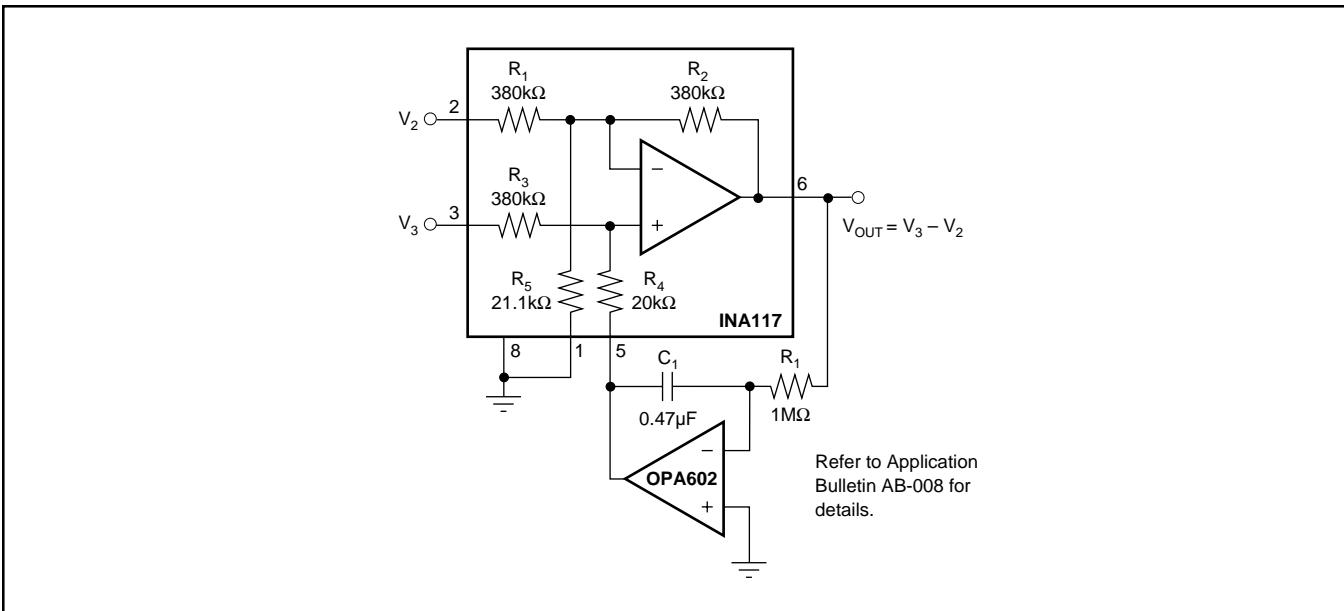 R1
380kΩ
R2
380kΩ
V2
2
R3
380kΩ
V3
3
−
+
6
VOUT = V3 – V2
R5
21.1kΩ
R4
20kΩ
INA117
8
1
5
C1
0.47µF
R1
1MΩ
−
OPA602
+
Refer to Application
Bulletin AB-008 for
details.